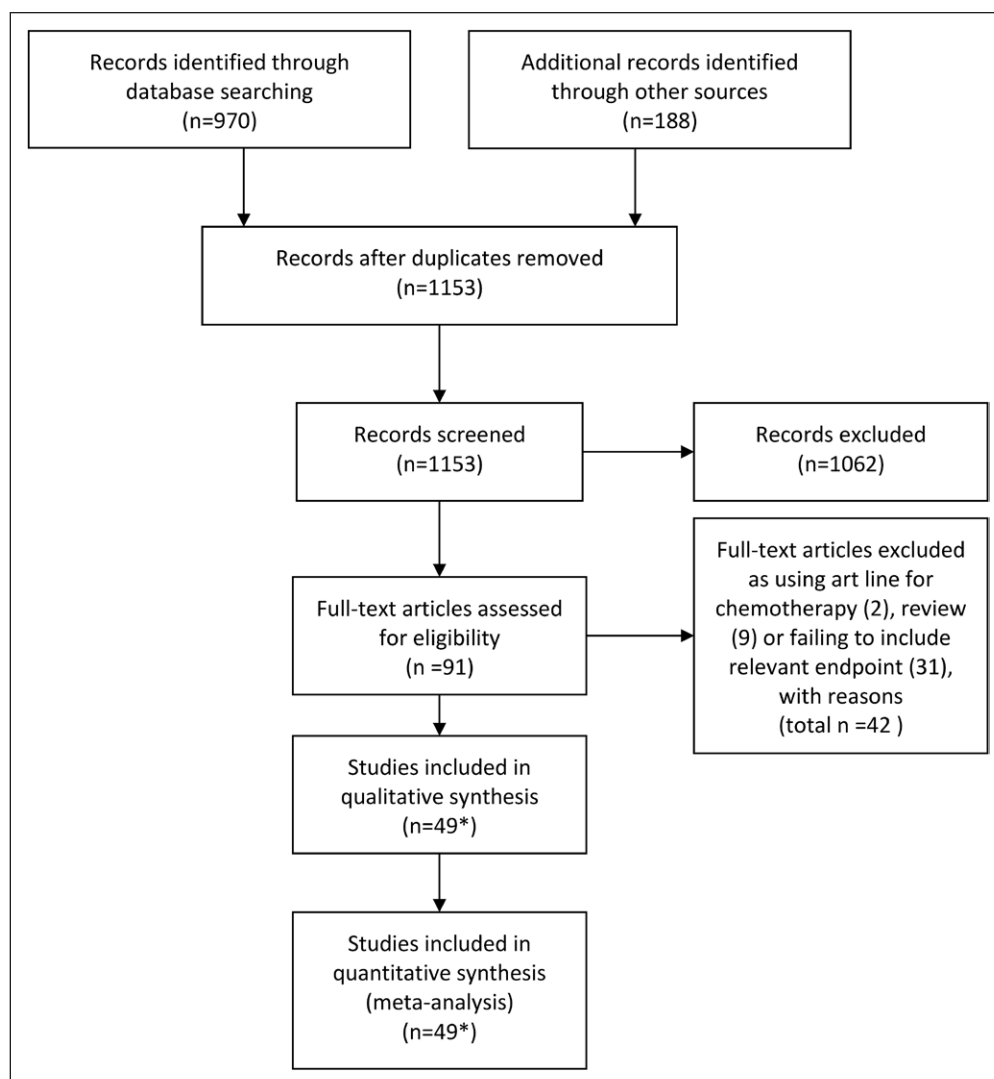 Records identified through
database searching
(n=970)
Additional records identified
through other sources
(n=188)
Records after duplicates removed
(n=1153)
Records screened
(n=1153)
Records excluded
(n=1062)
Full-text articles assessed
for eligibility
(n =91)
Full-text articles excluded
as using art line for
chemotherapy (2), review
(9) or failing to include
relevant endpoint (31),
with reasons
(total n =42 )
Studies included in
qualitative synthesis
(n=49*)
Studies included in
quantitative synthesis
(meta-analysis)
(n=49*)